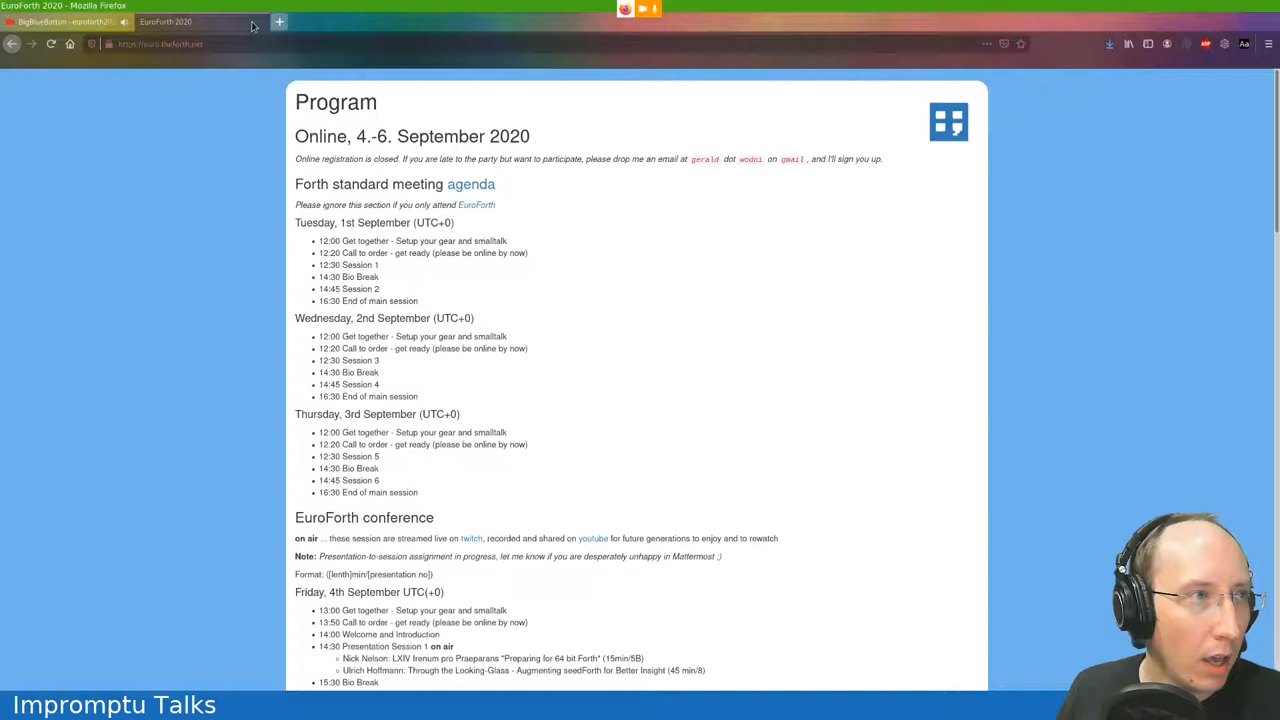 EuroForth 2020 - Mozilla Firefox
BigBlueButton - euroforth20
EuroForth 2020
https://euro.theforth.net
Program
Online, 4.-6. September 2020
Online registration is closed. If you are late to the party but want to participate, please drop me an email at gerald dot wodni on gmail, and I'll sign you up.
Forth standard meeting agenda
Please ignore this section if you only attend EuroForth
Tuesday, 1st September (UTC+0)
12:00 Get together - Setup your gear and smalltalk
12:20 Call to order - get ready (please be online by now)
12:30 Session 1
14:30 Bio Break
14:45 Session 2
16:30 End of main session
Wednesday, 2nd September (UTC+0)
12:00 Get together - Setup your gear and smalltalk
12:20 Call to order - get ready (please be online by now)
12:30 Session 3
14:30 Bio Break
14:45 Session 4
16:30 End of main session
Thursday, 3rd September (UTC+0)
12:00 Get together - Setup your gear and smalltalk
12:20 Call to order - get ready (please be online by now)
12:30 Session 5
14:30 Bio Break
14:45 Session 6
16:30 End of main session
EuroForth conference
on air ... these session are streamed live on twitch, recorded and shared on youtube for future generations to enjoy and to rewatch
Note: Presentation-to-session assignment in progress, let me know if you are desperately unhappy in Mattermost ;)
Format: ([lenth]min/[presentation no])
Friday, 4th September UTC(+0)
13:00 Get together - Setup your gear and smalltalk
13:50 Call to order - get ready (please be online by now)
14:00 Welcome and Introduction
14:30 Presentation Session 1 on air
Nick Nelson: LXIV frenum pro Praeparans "Preparing for 64 bit Forth" (15min/5B)
Ulrich Hoffmann: Through the Looking-Glass - Augmenting seedForth for Better Insight (45 min/8)
15:30 Bio Break
Impromptu Talks